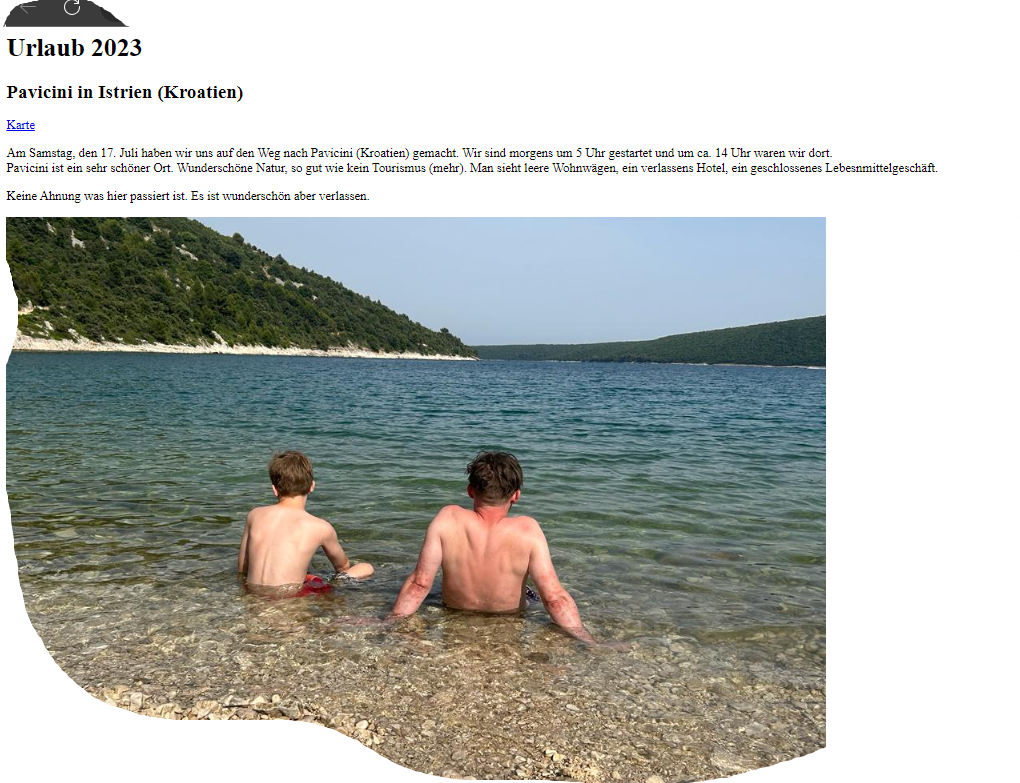 Urlaub 2023
Pavicini in Istrien (Kroatien)
Karte
Am Samstag, den 17. Juli haben wir uns auf den Weg nach Pavicini (Kroatien) gemacht. Wir sind morgens um 5 Uhr gestartet und um ca. 14 Uhr waren wir dort.
Pavicini ist ein sehr schöner Ort. Wunderschöne Natur, so gut wie kein Tourismus (mehr). Man sieht leere Wohnwägen, ein verlassens Hotel, ein geschlossenes Lebesnmittelgeschäft.
Keine Ahnung was hier passiert ist. Es ist wunderschön aber verlassen.